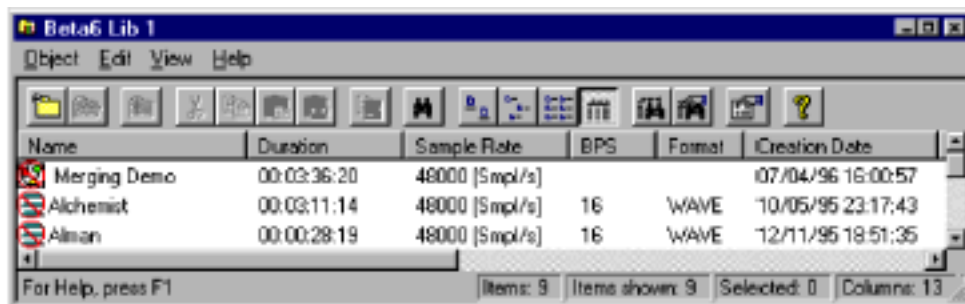 Beta6 Lib 1
Object Edit View Help
Name Duration Sample Rate BPS Format Creation Date
Merging Demo 00:03:36:20 48000 [Smpl/s] 07/04/96 16:00:57
Alchemist 00:03:11:14 48000 [Smpl/s] 16 WAVE 10/05/95 23:17:43
Alman 00:00:28:19 48000 [Smpl/s] 16 WAVE 12/11/95 18:51:35
For Help, press F1 Items: 9 Items shown: 9 Selected: 0 Columns: 13